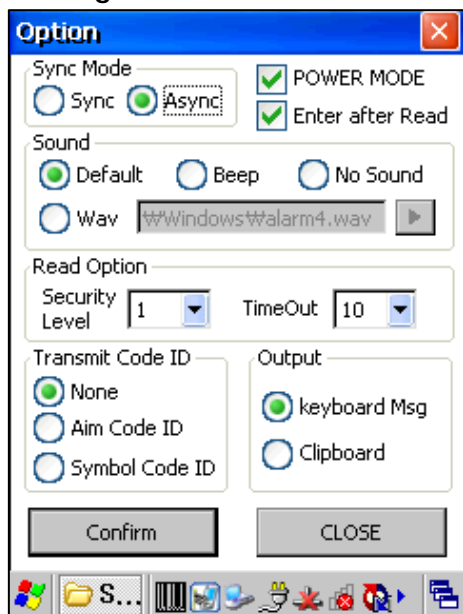 Option
Sync Mode
Sync Async
POWER MODE
Enter after Read
Sound
Default Beep No Sound
Wav ₩Windows₩alarm4.wav
Read Option
Security Level 1 TimeOut 10
Transmit Code ID
None
Aim Code ID
Symbol Code ID
Output
keyboard Msg
Clipboard
Confirm CLOSE
S...